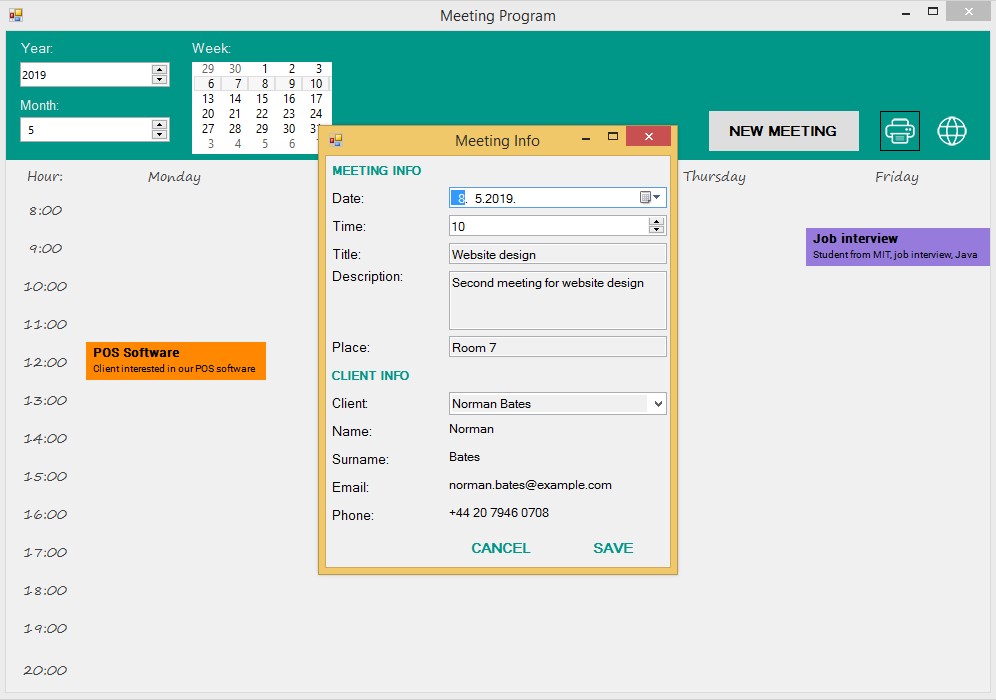 Meeting Program
Year: Week:
2019
Month:
5
29 30 1 2 3
6 7 8 9 10
13 14 15 16 17
20 21 22 23 24
27 28 29 30
3 4 5 6
NEW MEETING
Hour: Monday Thursday Friday
8:00
9:00
10:00
11:00
12:00
13:00
14:00
15:00
16:00
17:00
18:00
19:00
20:00
POS Software
Client interested in our POS software
Job interview
Student from MIT, job interview, Java
Meeting Info
MEETING INFO
Date: 8. 5.2019.
Time: 10
Title: Website design
Description: Second meeting for website design
Place: Room 7
CLIENT INFO
Client: Norman Bates
Name: Norman
Surname: Bates
Email: norman.bates@example.com
Phone: +44 20 7946 0708
CANCEL SAVE